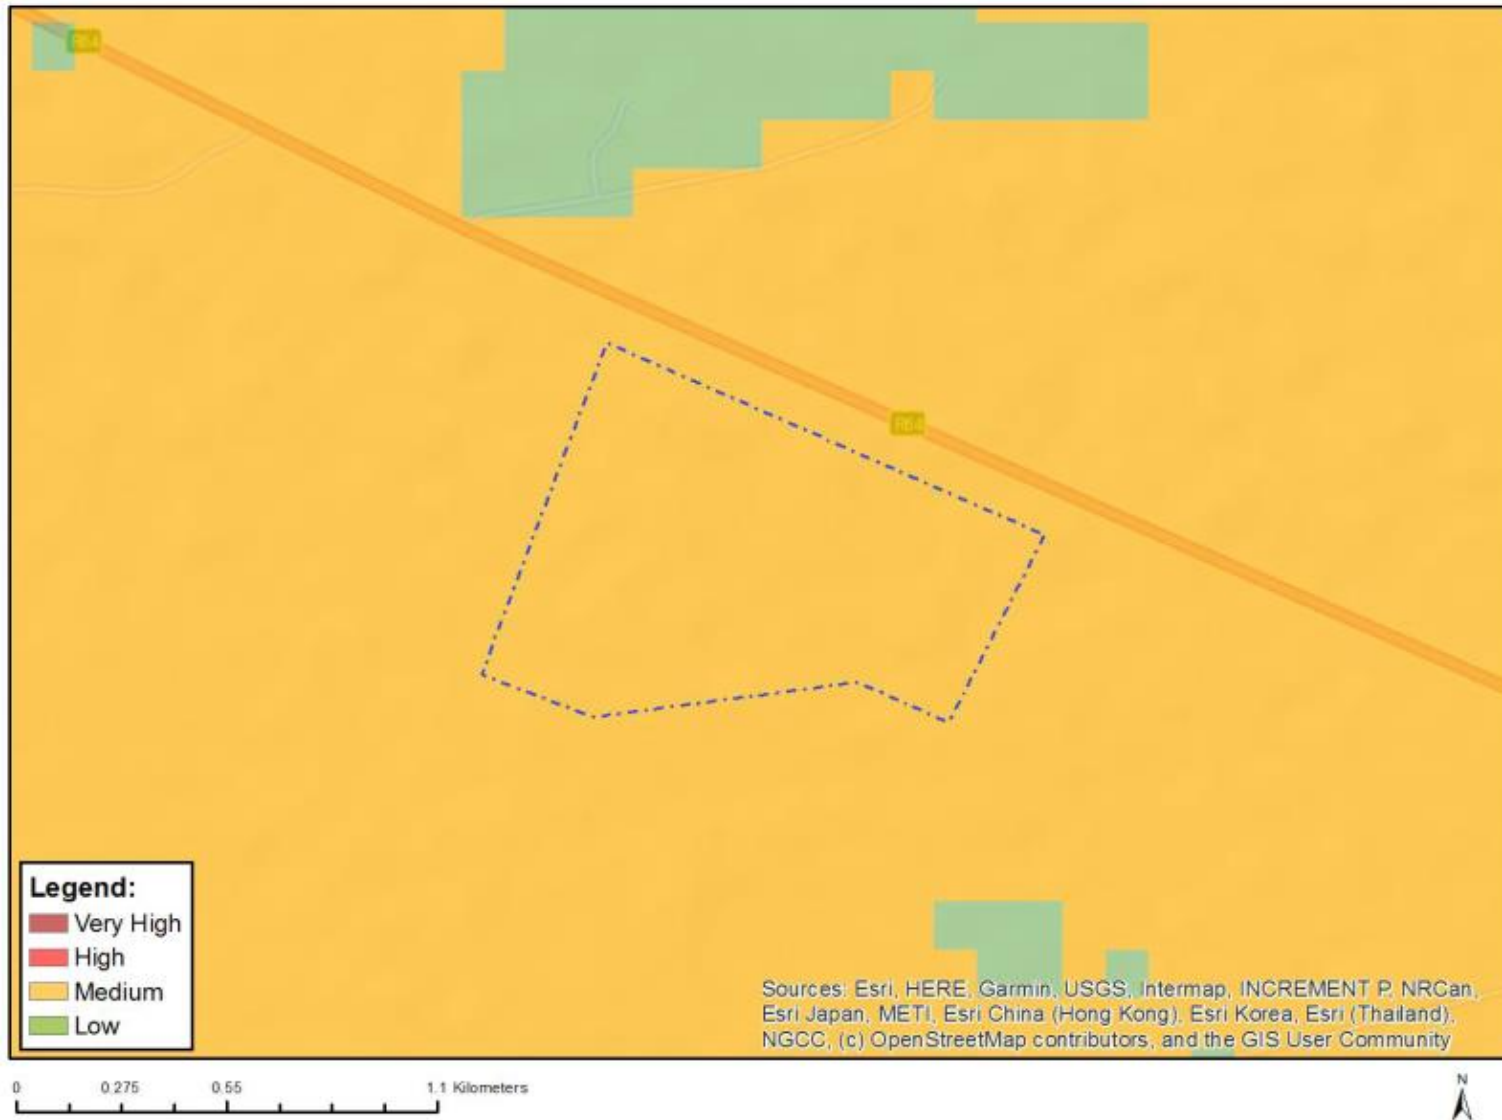 R64
R64
Legend:
Very High
High
Medium
Low
Sources: Esri, HERE, Garmin, USGS, Intermap, INCREMENT P, NRCan,
Esri Japan, METI, Esri China (Hong Kong), Esri Korea, Esri (Thailand),
NGCC, (c) OpenStreetMap contributors, and the GIS User Community
0 0.275 0.55 1.1 Kilometers
N